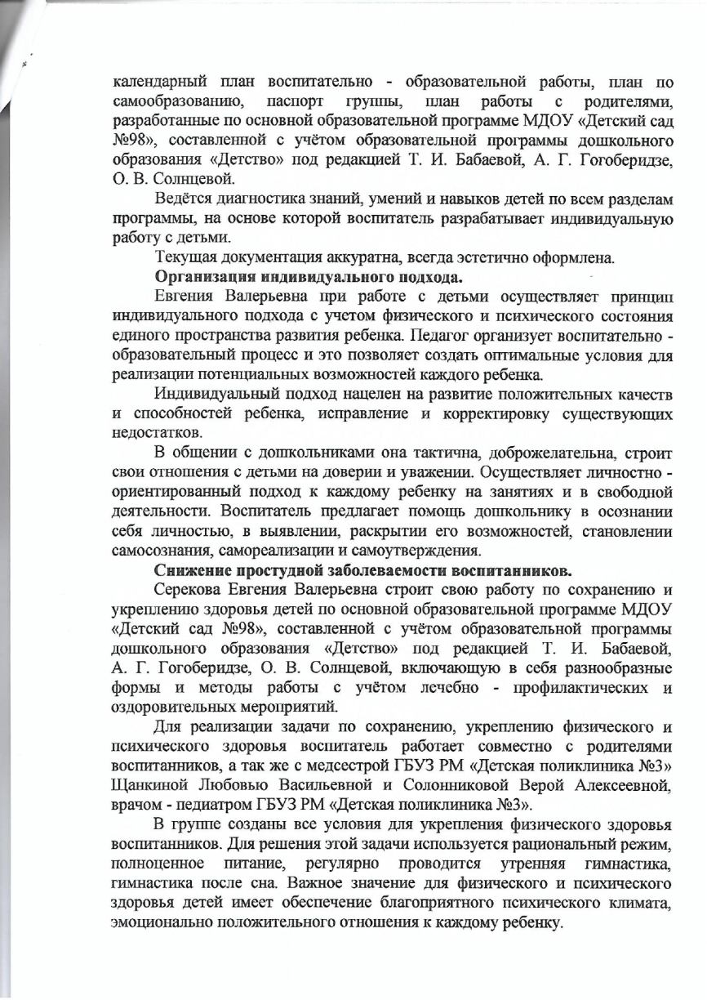 календарный план воспитательно - образовательной работы, план по
самообразованию, паспорт группы, план работы с родителями,
разработанные по основной образовательной программе МДОУ «Детский сад
№98», составленной с учётом образовательной программы дошкольного
образования «Детство» под редакцией Т. И. Бабаевой, А. Г. Гогоберидзе,
О. В. Солнцевой.
Ведётся диагностика знаний, умений и навыков детей по всем разделам
программы, на основе которой воспитатель разрабатывает индивидуальную
работу с детьми.
Текущая документация аккуратна, всегда эстетично оформлена.
Организация индивидуального подхода.
Евгения Валерьевна при работе с детьми осуществляет принцип
индивидуального подхода с учетом физического и психического состояния
единого пространства развития ребенка. Педагог организует воспитательно -
образовательный процесс и это позволяет создать оптимальные условия для
реализации потенциальных возможностей каждого ребенка.
Индивидуальный подход нацелен на развитие положительных качеств
и способностей ребенка, исправление и корректировку существующих
недостатков.
В общении с дошкольниками она тактична, доброжелательна, строит
свои отношения с детьми на доверии и уважении. Осуществляет личностно -
ориентированный подход к каждому ребенку на занятиях и в свободной
деятельности. Воспитатель предлагает помощь дошкольнику в осознании
себя личностью, в выявлении, раскрытии его возможностей, становлении
самосознания, самореализации и самоутверждения.
Снижение простудной заболеваемости воспитанников.
Серекова Евгения Валерьевна строит свою работу по сохранению и
укреплению здоровья детей по основной образовательной программе МДОУ
«Детский сад №98», составленной с учётом образовательной программы
дошкольного образования «Детство» под редакцией Т. И. Бабаевой,
А. Г. Гогоберидзе, О. В. Солнцевой, включающую в себя разнообразные
формы и методы работы с учётом лечебно - профилактических и
оздоровительных мероприятий.
Для реализации задачи по сохранению, укреплению физического и
психического здоровья воспитатель работает совместно с родителями
воспитанников, а так же с медсестрой ГБУЗ РМ «Детская поликлиника №3»
Щанкиной Любовью Васильевной и Солонниковой Верой Алексеевной,
врачом - педиатром ГБУЗ РМ «Детская поликлиника №3».
В группе созданы все условия для укрепления физического здоровья
воспитанников. Для решения этой задачи используется рациональный режим,
полноценное питание, регулярно проводится утренняя гимнастика,
гимнастика после сна. Важное значение для физического и психического
здоровья детей имеет обеспечение благоприятного психического климата,
эмоционально положительного отношения к каждому ребенку.